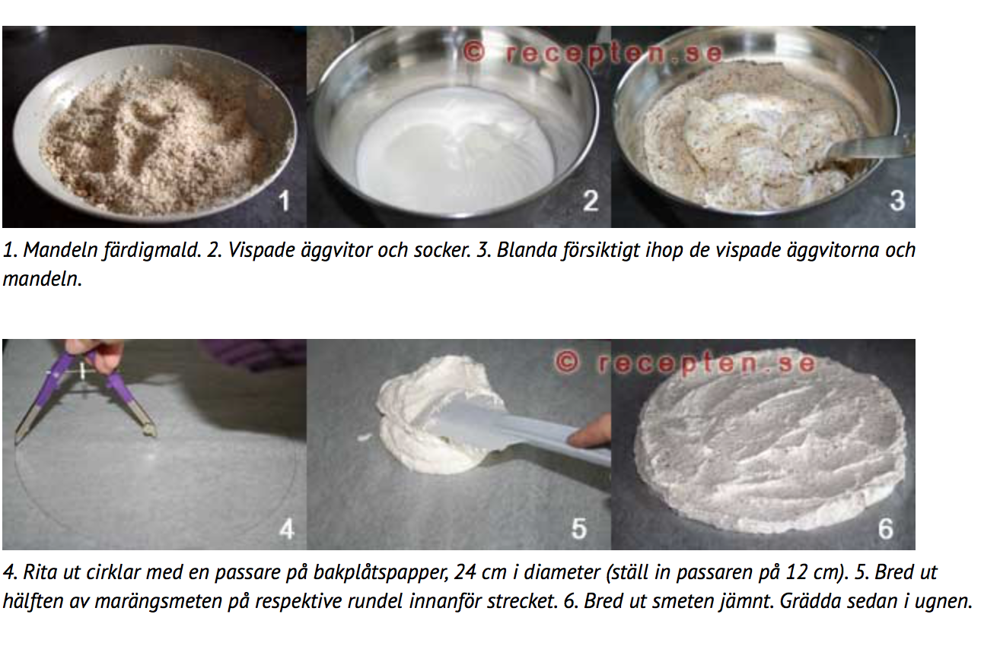 © recepten.se
1
2
3
1. Mandeln färdigmald. 2. Vispade äggvitor och socker. 3. Blanda försiktigt ihop de vispade äggvitorna och
mandeln.
© recepten.se
4
5
6
4. Rita ut cirklar med en passare på bakplåtspapper, 24 cm i diameter (ställ in passaren på 12 cm). 5. Bred ut
hälften av marängsmeten på respektive rundel innanför strecket. 6. Bred ut smeten jämnt. Grädda sedan i ugnen.